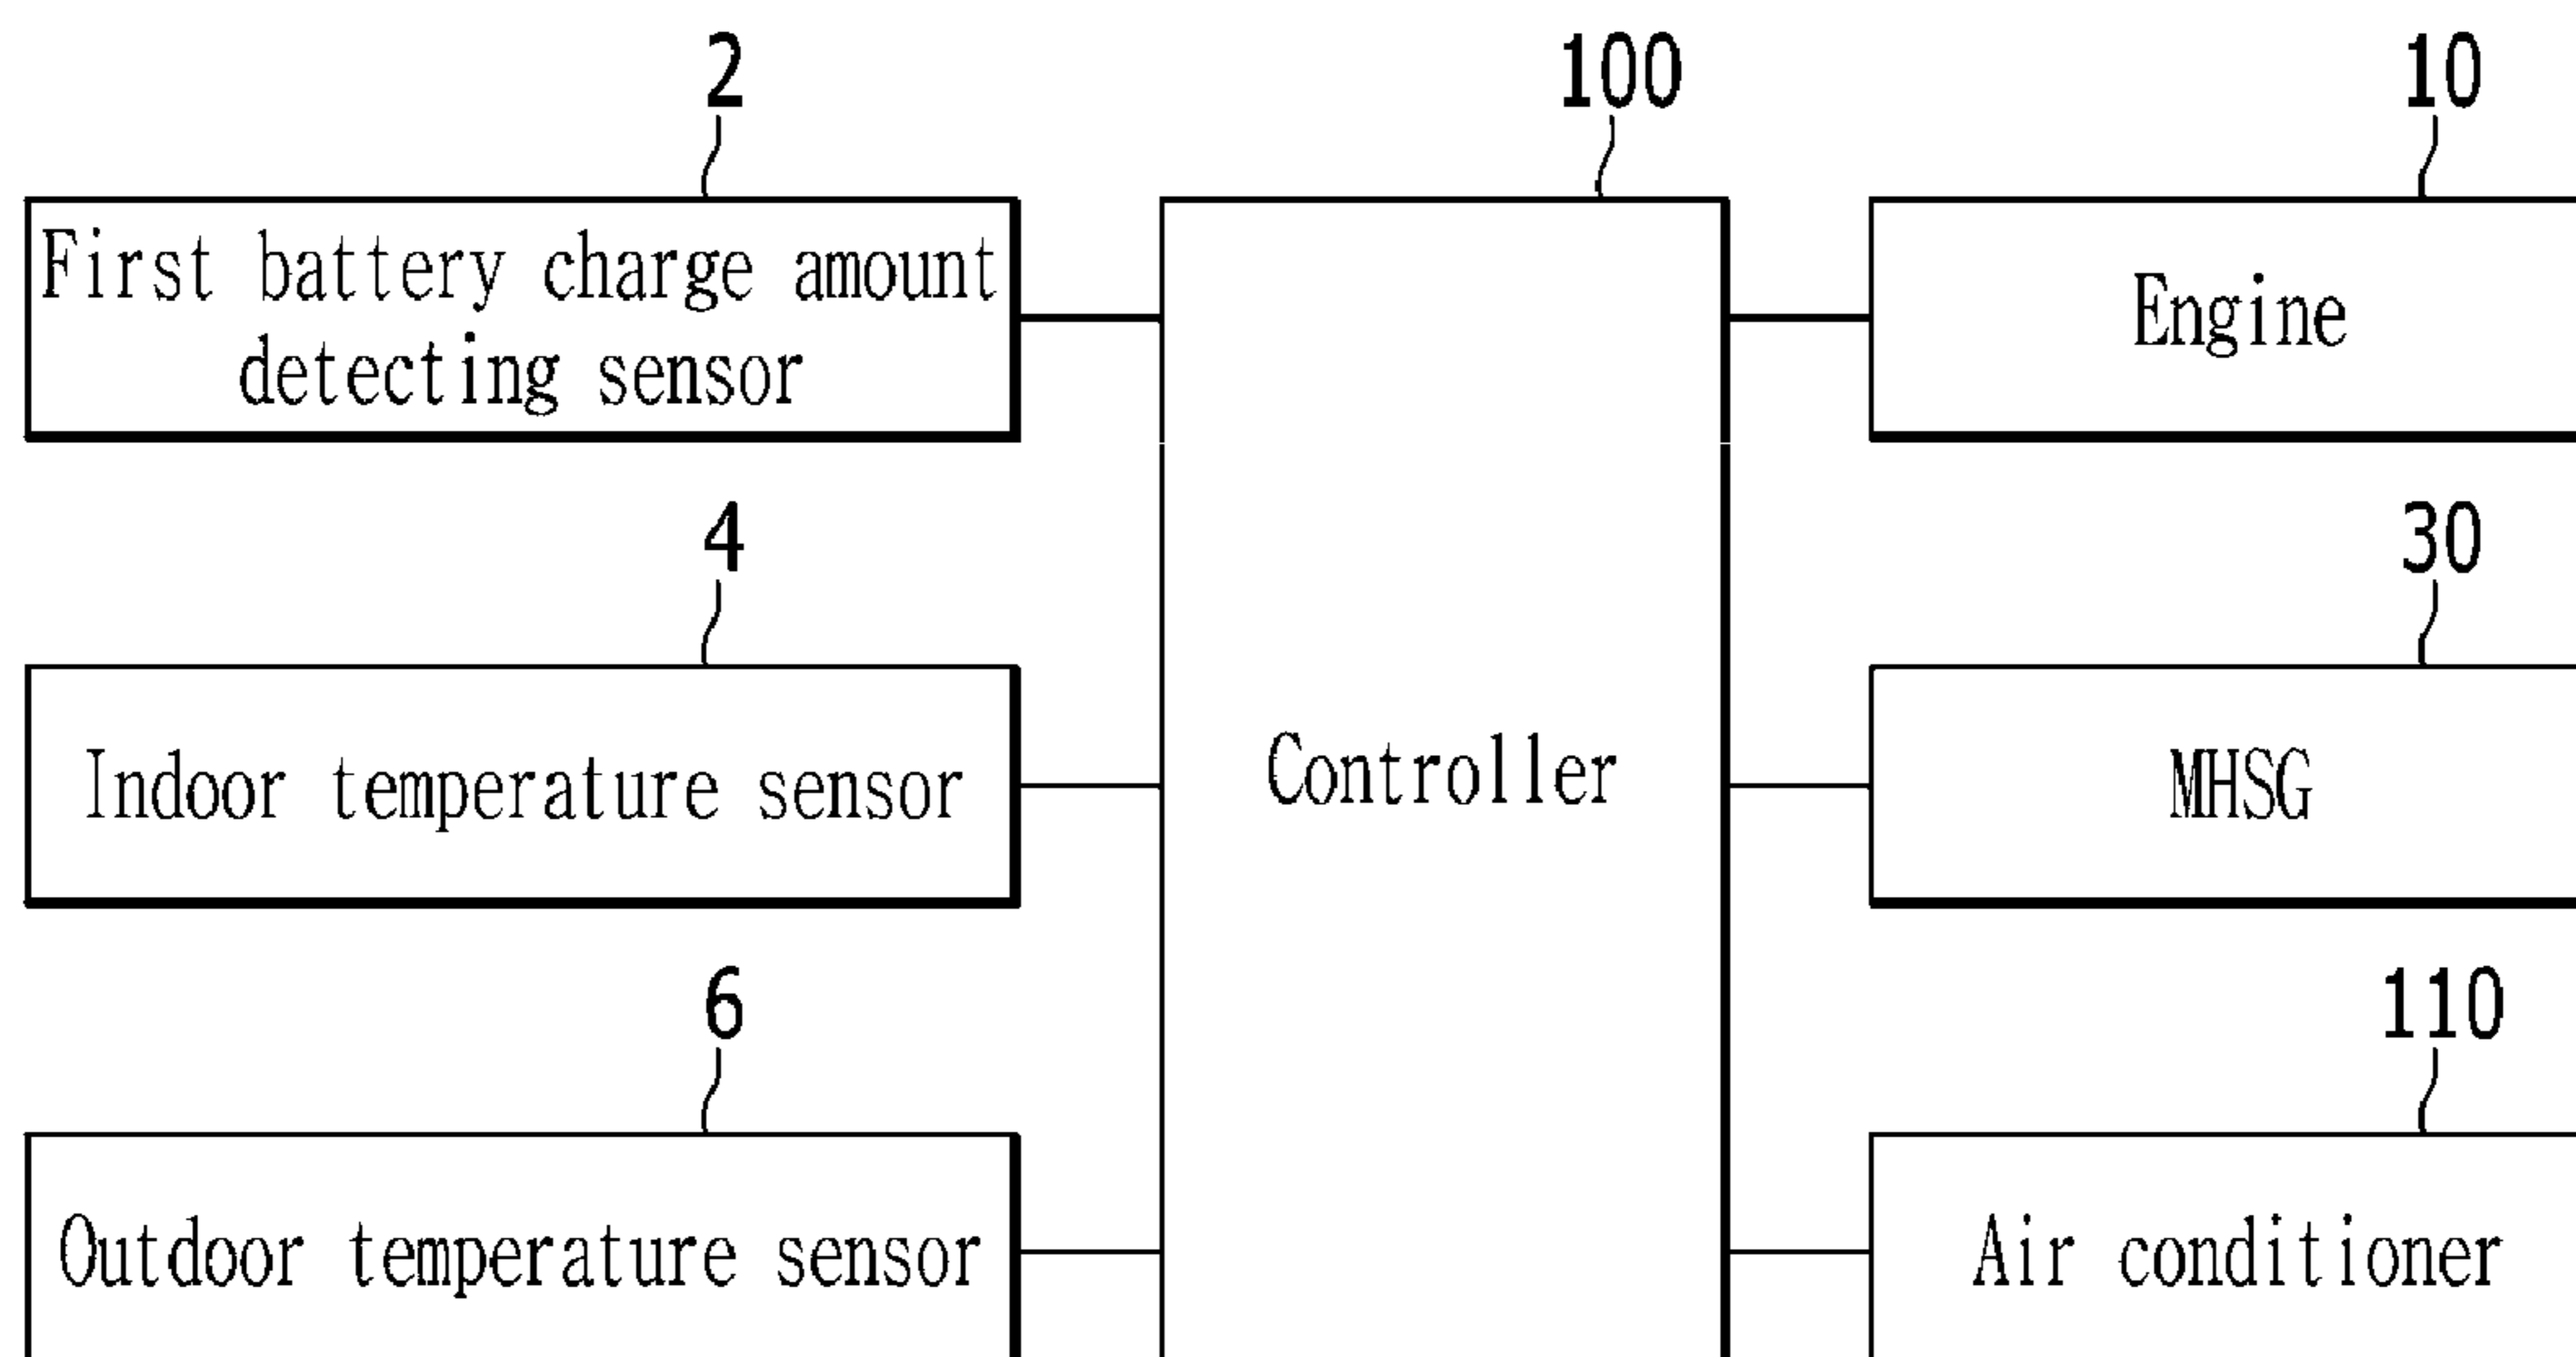 2
100
10
First battery charge amount
detecting sensor
Engine
4
30
Indoor temperature sensor
Controller
MHSG
6
110
Outdoor temperature sensor
Air conditioner